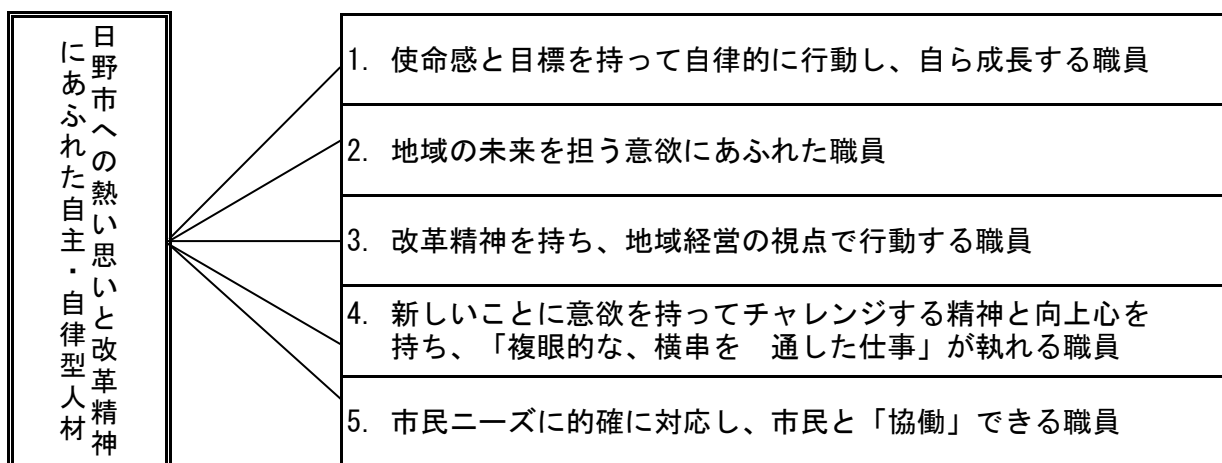 日野市への熱い思いと改革精神
にあふれた自主・自律型人材
1. 使命感と目標を持って自律的に行動し、自ら成長する職員
2. 地域の未来を担う意欲にあふれた職員
3. 改革精神を持ち、地域経営の視点で行動する職員
4. 新しいことに意欲を持ってチャレンジする精神と向上心を
持ち、「複眼的な、横串を　通した仕事」が執れる職員
5. 市民ニーズに的確に対応し、市民と「協働」できる職員